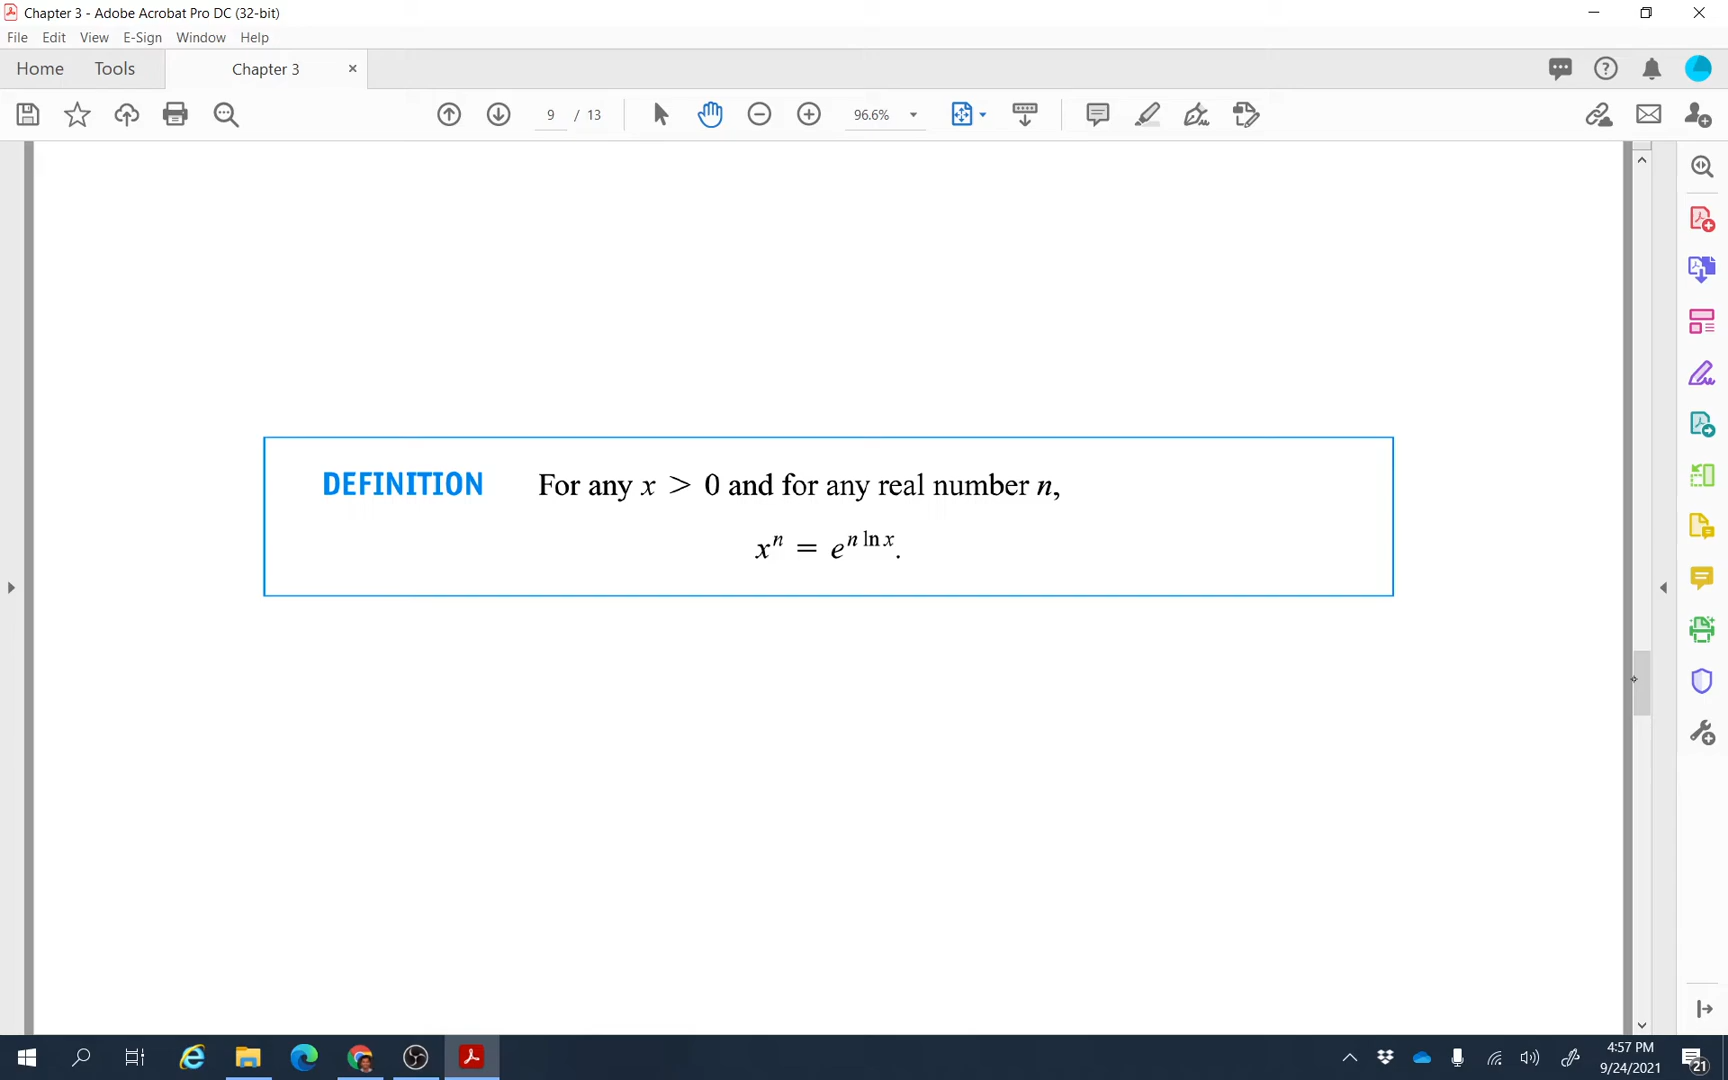 Chapter 3 - Adobe Acrobat Pro DC (32-bit)
File Edit View E-Sign Window Help
Home Tools Chapter 3
9 / 13 96.6%
DEFINITION For any x > 0 and for any real number n,
xⁿ = e^{n ln x}.
4:57 PM
9/24/2021
21